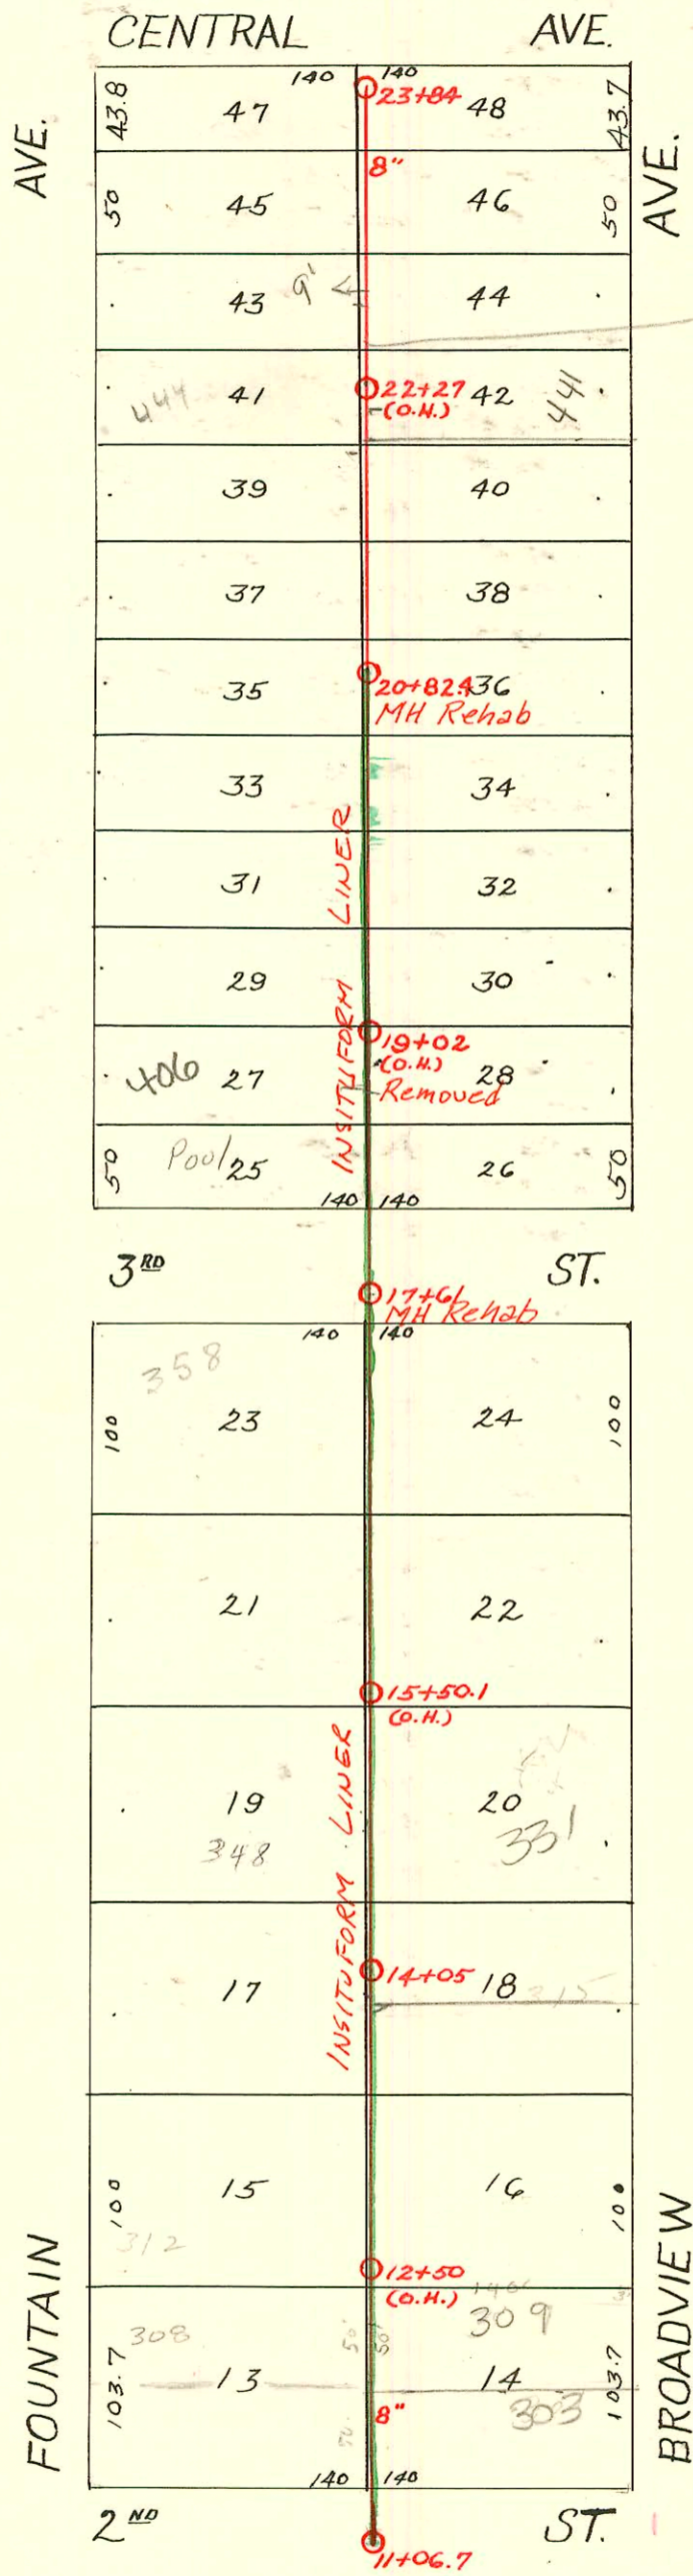 CENTRAL AVE.
AVE.
AVE.
140 140
43.8 47 23+84 48 43.7
8"
50 45 46 50
43 9' 44
444 41 22+27 42 441
(O.H.)
39 40
37 38
35 20+82.4 36
MH Rehab
33 34
INSITUFORM LINER
31 32
29 30
19+02
(O.H.)
406 27 28
Removed
50 Pool 25 26 50
140 140
3RD ST.
17+61
MH Rehab
140 140
358
100 23 24 100
21 22
15+50.1
(O.H.)
INSITUFORM LINER
19 20
348 331
14+05
17 18 315
100 15 16 100
312
12+50
(O.H.)
140
308 309
50' 50'
103.7 13 14 103.7
303
8"
140 140
FOUNTAIN
BROADVIEW
2ND ST.
11+06.7